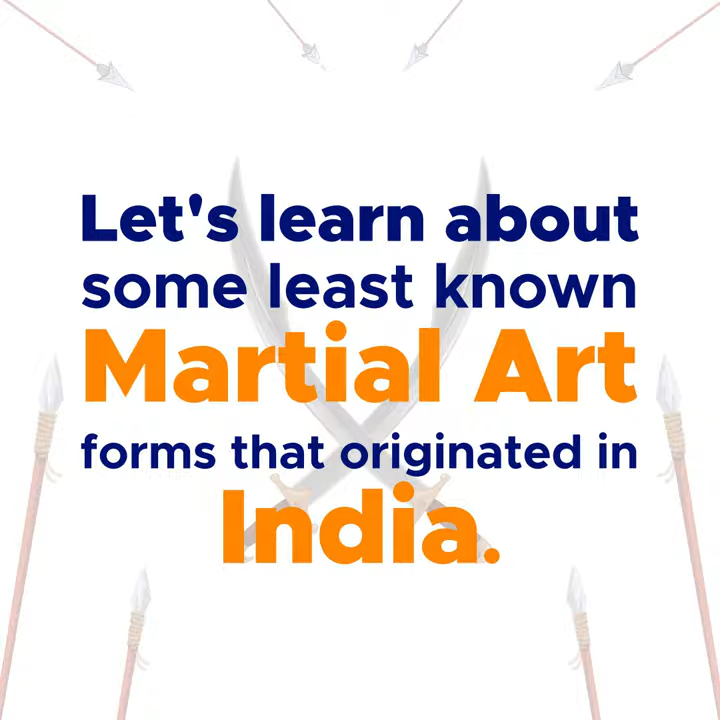 Let's learn about
some least known
Martial Art
forms that originated in
India.